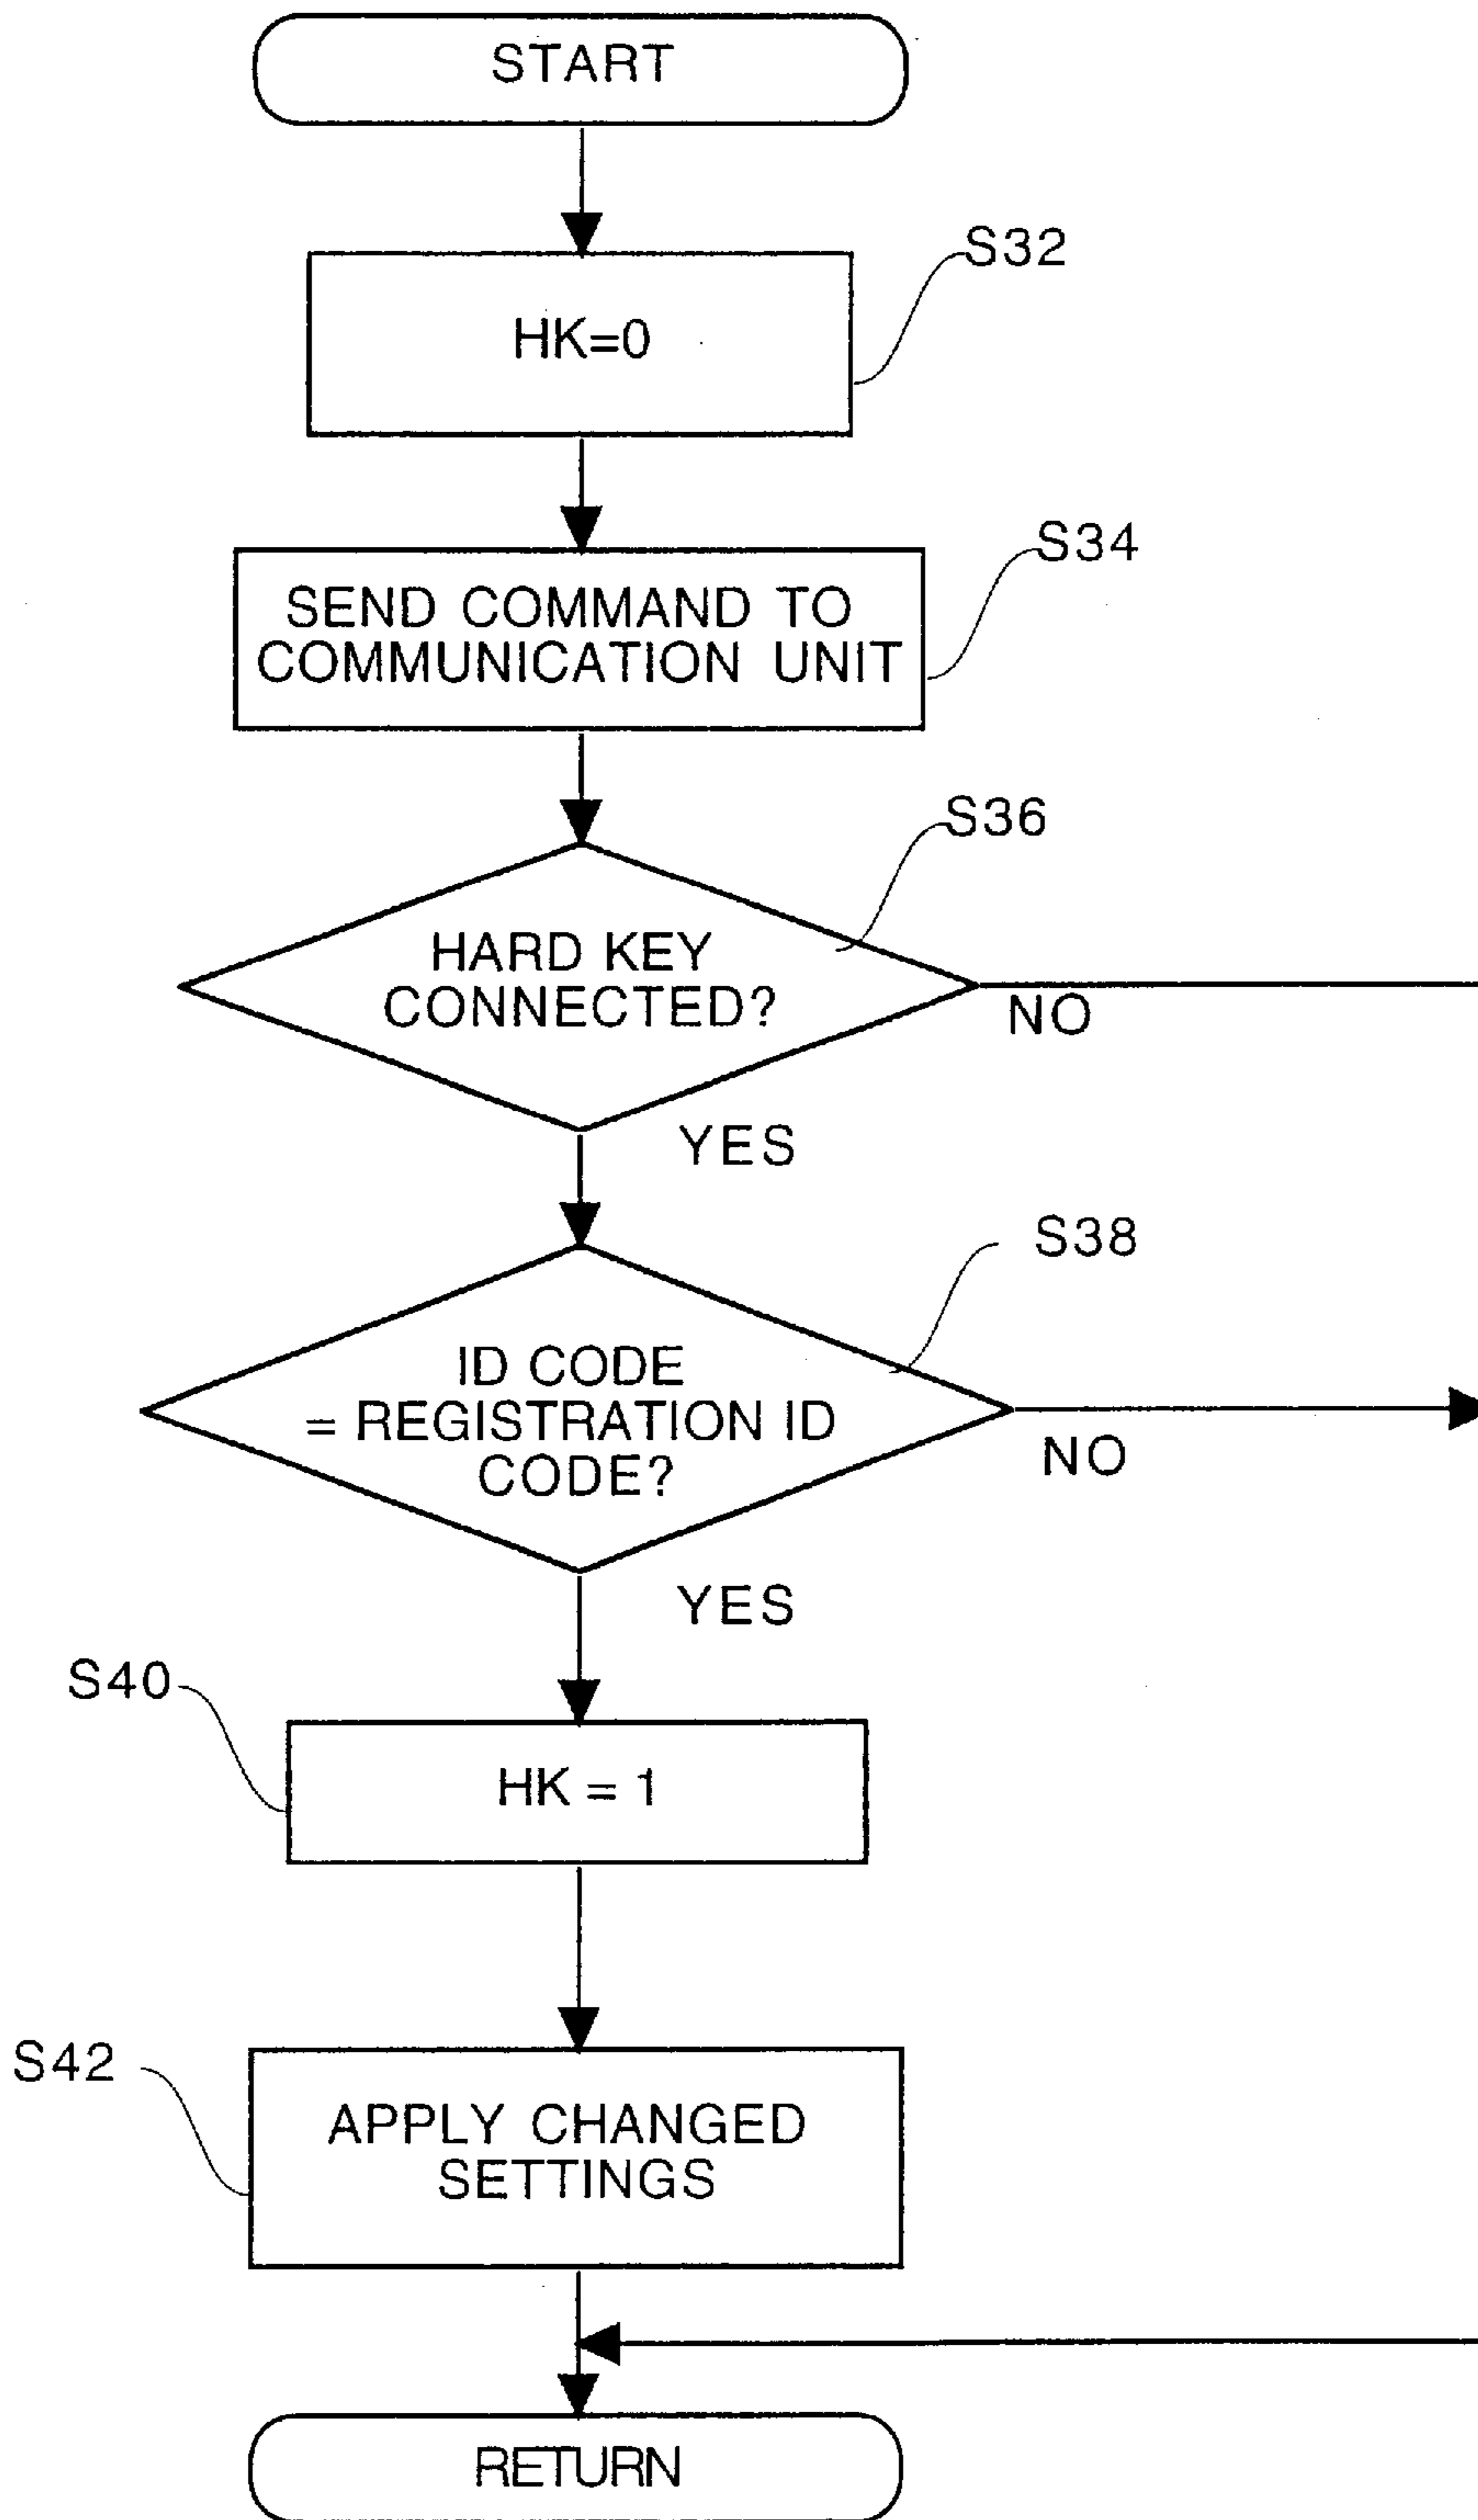 START
S32
HK=0
S34
SEND COMMAND TO
COMMUNICATION UNIT
S36
HARD KEY
CONNECTED?
NO
YES
S38
ID CODE
= REGISTRATION ID
CODE?
NO
YES
S40
HK = 1
S42
APPLY CHANGED
SETTINGS
RETURN